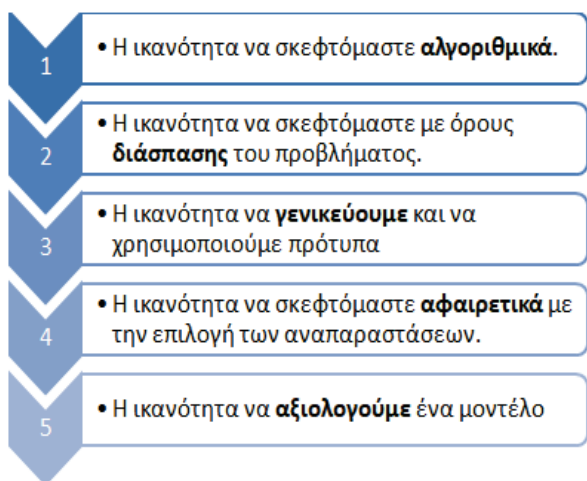 1
• Η ικανότητα να σκεφτόμαστε αλγοριθμικά.
2
• Η ικανότητα να σκεφτόμαστε με όρους
διάσπασης του προβλήματος.
3
• Η ικανότητα να γενικεύουμε και να
χρησιμοποιούμε πρότυπα
4
• Η ικανότητα να σκεφτόμαστε αφαιρετικά με
την επιλογή των αναπαραστάσεων.
5
• Η ικανότητα να αξιολογούμε ένα μοντέλο